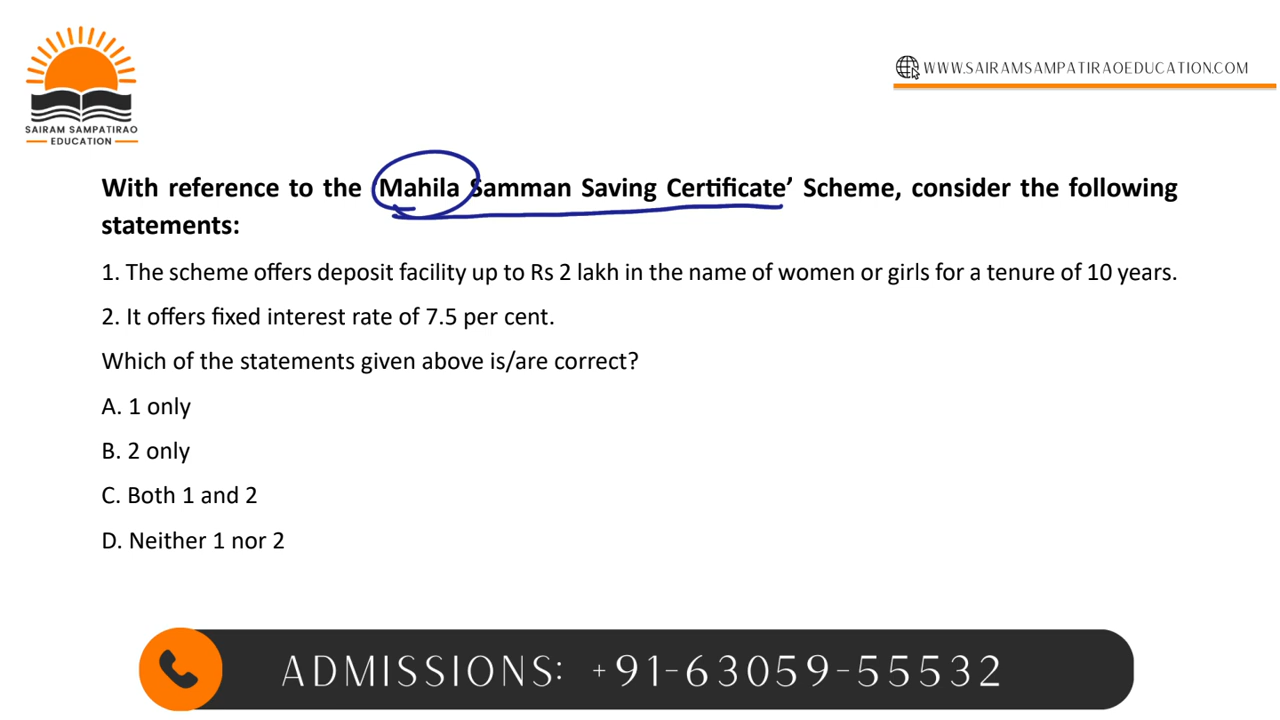 SAIRAM SAMPATIRAO
EDUCATION
WWW.SAIRAMSAMPATIRAOEDUCATION.COM
With reference to the Mahila Samman Saving Certificate’ Scheme, consider the following
statements:
1. The scheme offers deposit facility up to Rs 2 lakh in the name of women or girls for a tenure of 10 years.
2. It offers fixed interest rate of 7.5 per cent.
Which of the statements given above is/are correct?
A. 1 only
B. 2 only
C. Both 1 and 2
D. Neither 1 nor 2
ADMISSIONS: +91-63059-55532